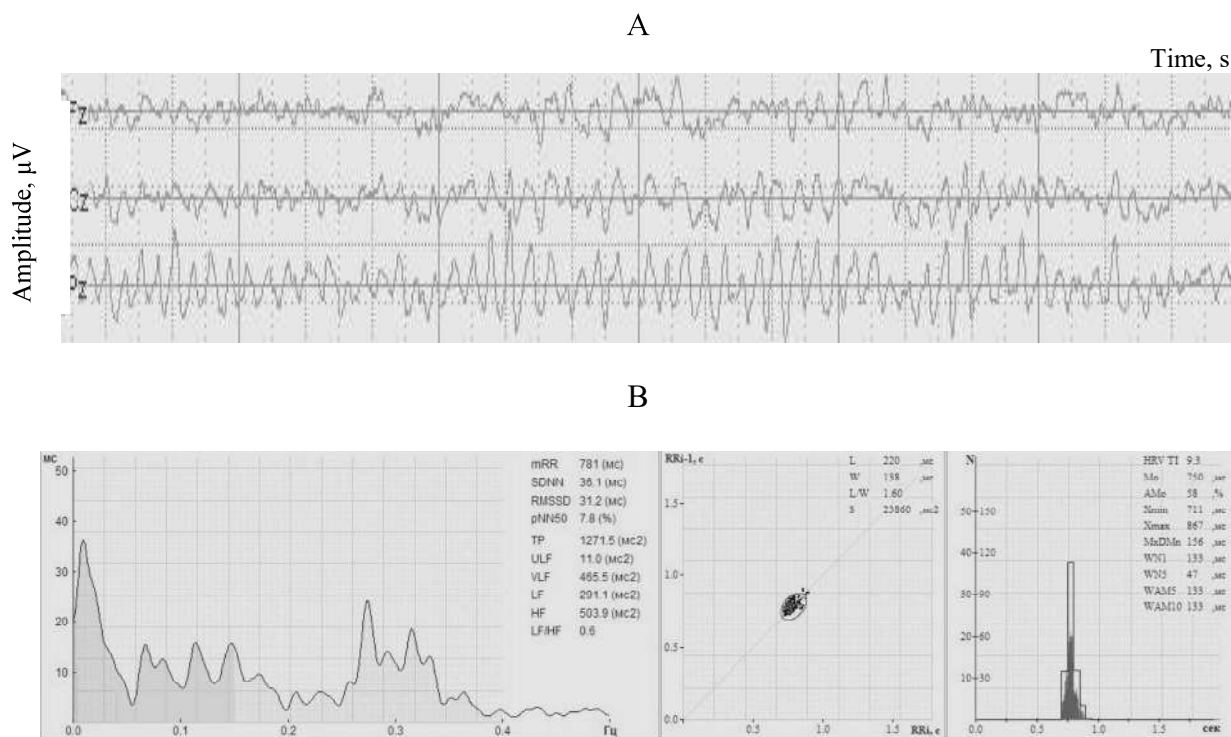 A
Time, s
Amplitude, µV
Fz
Cz
Pz
B
мс
50
40
30
20
10
0.0
0.1
0.2
0.3
0.4
Гц
mRR 781 (мс)
SDNN 36.1 (мс)
RMSSD 31.2 (мс)
pNN50 7.8 (%)
TP 1271.5 (мс2)
ULF 11.0 (мс2)
VLF 465.5 (мс2)
LF 291.1 (мс2)
HF 503.9 (мс2)
LF/HF 0.6
RRi-1, с
L 220 ,мс
W 138 ,мс
L/W 1.60
S 23860 ,мс2
1.5
1.0
0.5
0.0
0.5
1.0
1.5
RRi, с
N
HRV TI 9.3
Mo 750 ,мс
AMo 58 ,%
Xmin 711 ,мс
Xmax 867 ,мс
MxDMn 156 ,мс
WN1 133 ,мс
WN5 47 ,мс
WAM5 133 ,мс
WAM10 133 ,мс
50 150
40 120
30 90
20 60
10 30
0.0
0.5
1.0
1.5
сек